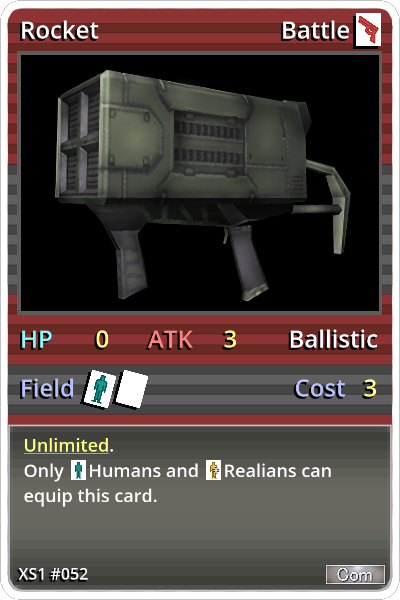 Rocket Battle
HP 0 ATK 3 Ballistic
Field Cost 3
Unlimited.
Only Humans and Realians can
equip this card.
XS1 #052 Com